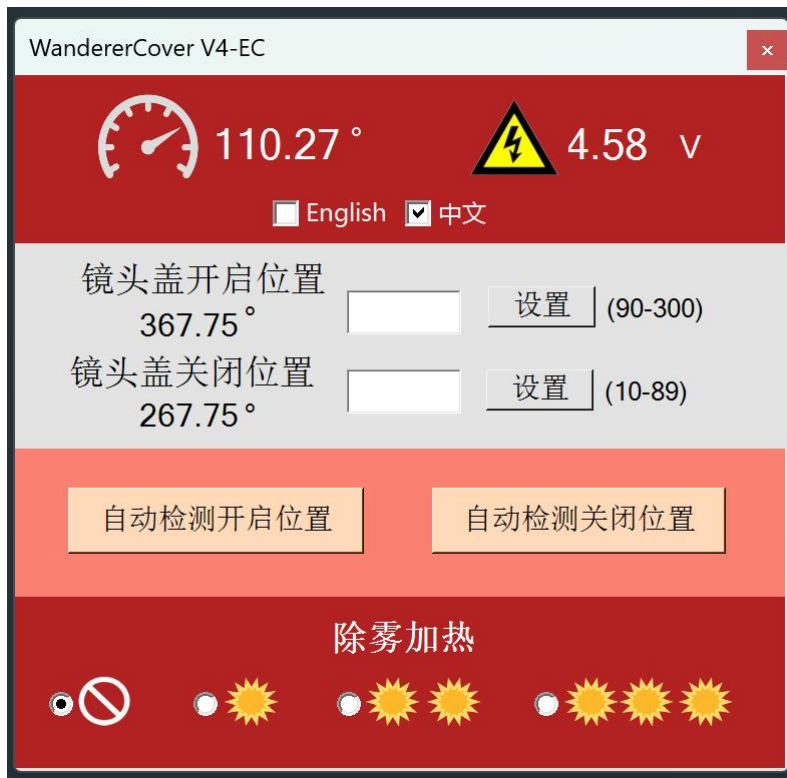 WandererCover V4-EC
110.27 ° 4.58 V
English 中文
镜头盖开启位置
367.75° 设置 (90-300)
镜头盖关闭位置
267.75° 设置 (10-89)
自动检测开启位置 自动检测关闭位置
除雾加热